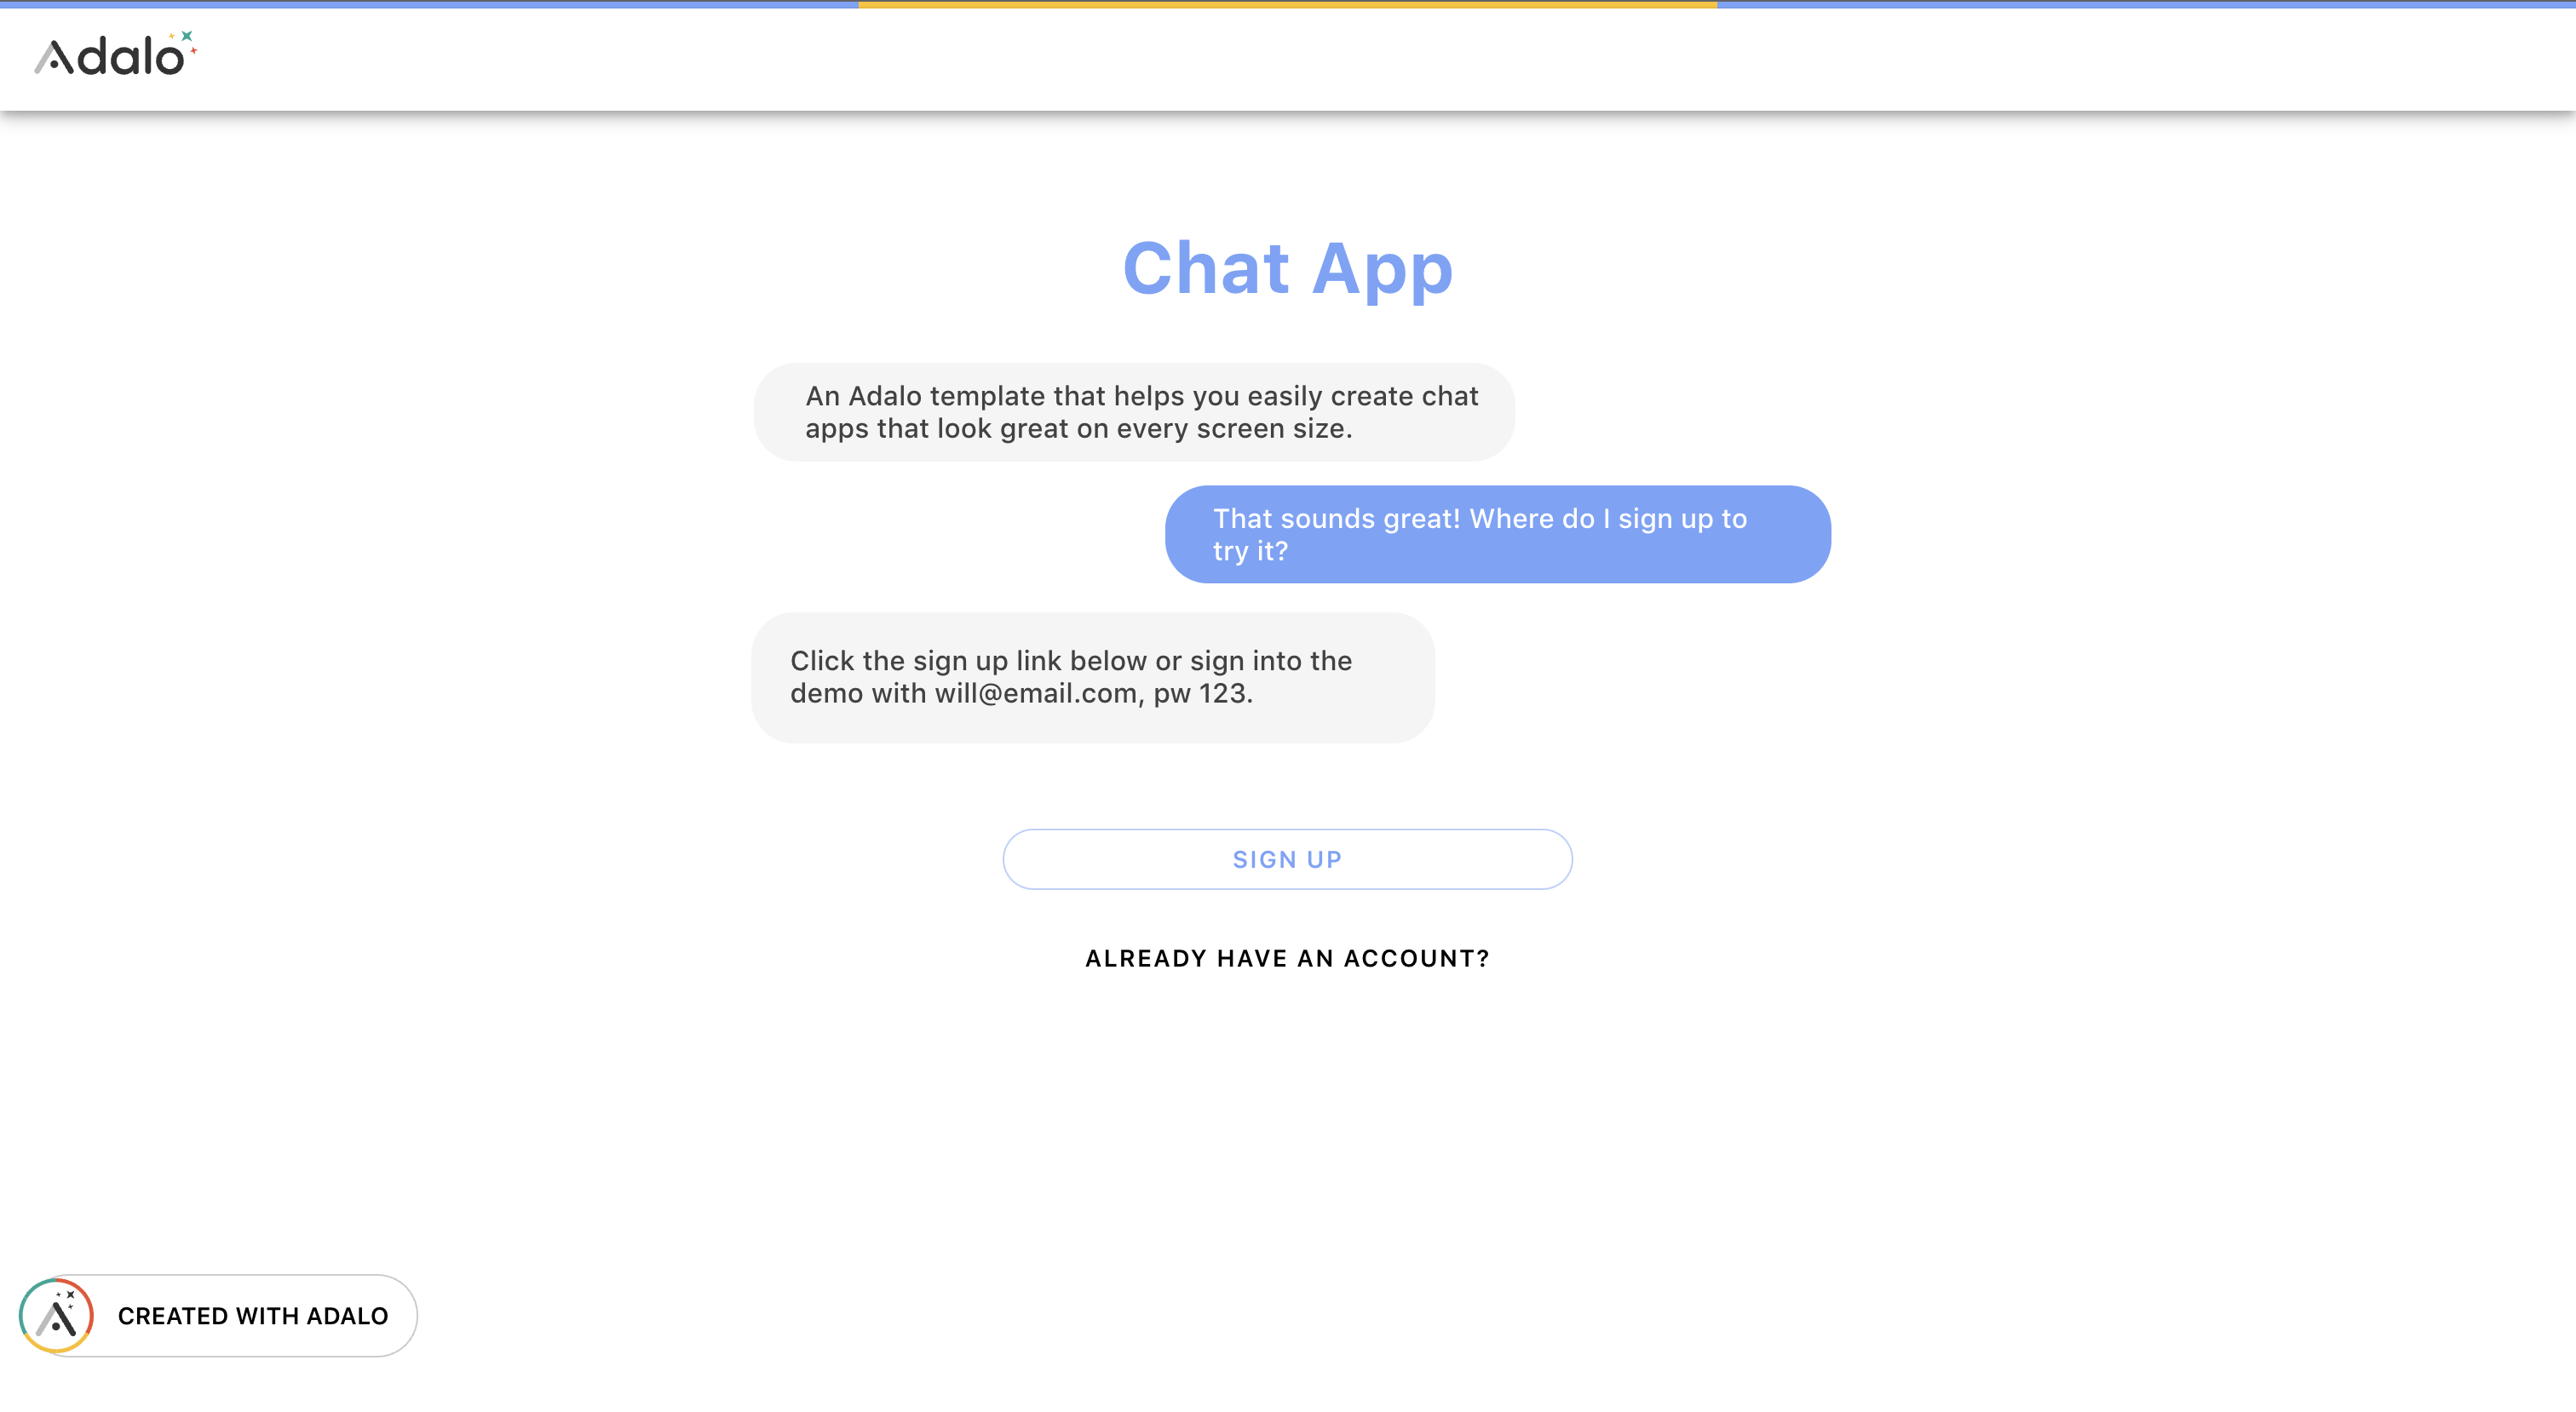 Adalo
Chat App
An Adalo template that helps you easily create chat
apps that look great on every screen size.
That sounds great! Where do I sign up to
try it?
Click the sign up link below or sign into the
demo with will@email.com, pw 123.
SIGN UP
ALREADY HAVE AN ACCOUNT?
CREATED WITH ADALO